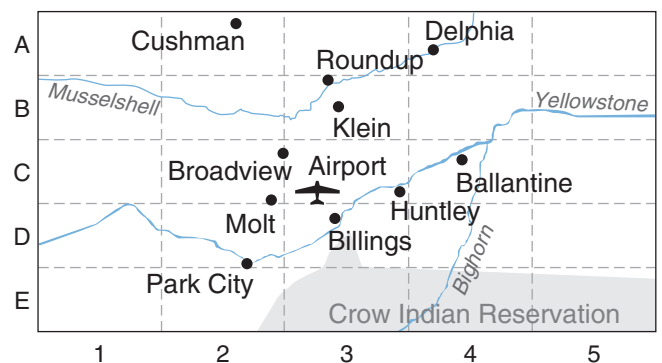 A
Cushman
Delphia
Roundup
B
Musselshell
Yellowstone
Klein
C
Broadview
Airport
Ballantine
Molt
Huntley
D
Billings
Bighorn
Park City
E
Crow Indian Reservation
1 2 3 4 5